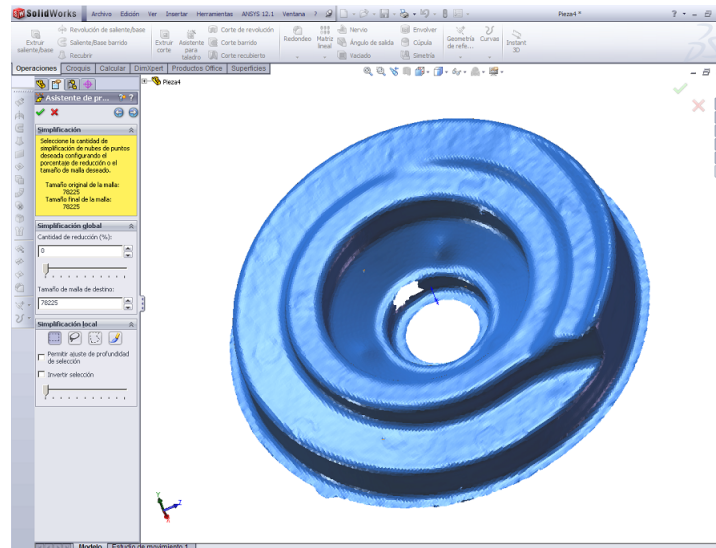 SolidWorks Archivo Edición Ver Insertar Herramientas ANSYS 12.1 Ventana ? Pieza4 *
Extruir saliente/base
Revolución de saliente/base
Saliente/Base barrido
Recubrir
Extruir corte
Asistente para taladro
Corte de revolución
Corte barrido
Corte recubierto
Redondeo
Matriz lineal
Nervio
Ángulo de salida
Vaciado
Envolver
Cúpula
Simetría
Geometría de refe...
Curvas
Instant 3D
Operaciones Croquis Calcular DimXpert Productos Office Superficies
Pieza4
Asistente de pr... ?
Simplificación
Seleccione la cantidad de
simplificación de nubes de puntos
deseada configurando el
porcentaje de reducción o el
tamaño de malla deseado.
Tamaño original de la malla:
78225
Tamaño final de la malla:
78225
Simplificación global
Cantidad de reducción (%):
0
Tamaño de malla de destino:
78225
Simplificación local
Permitir ajuste de profundidad
de selección
Invertir selección
Y
Z
Modelo Estudio de movimiento 1